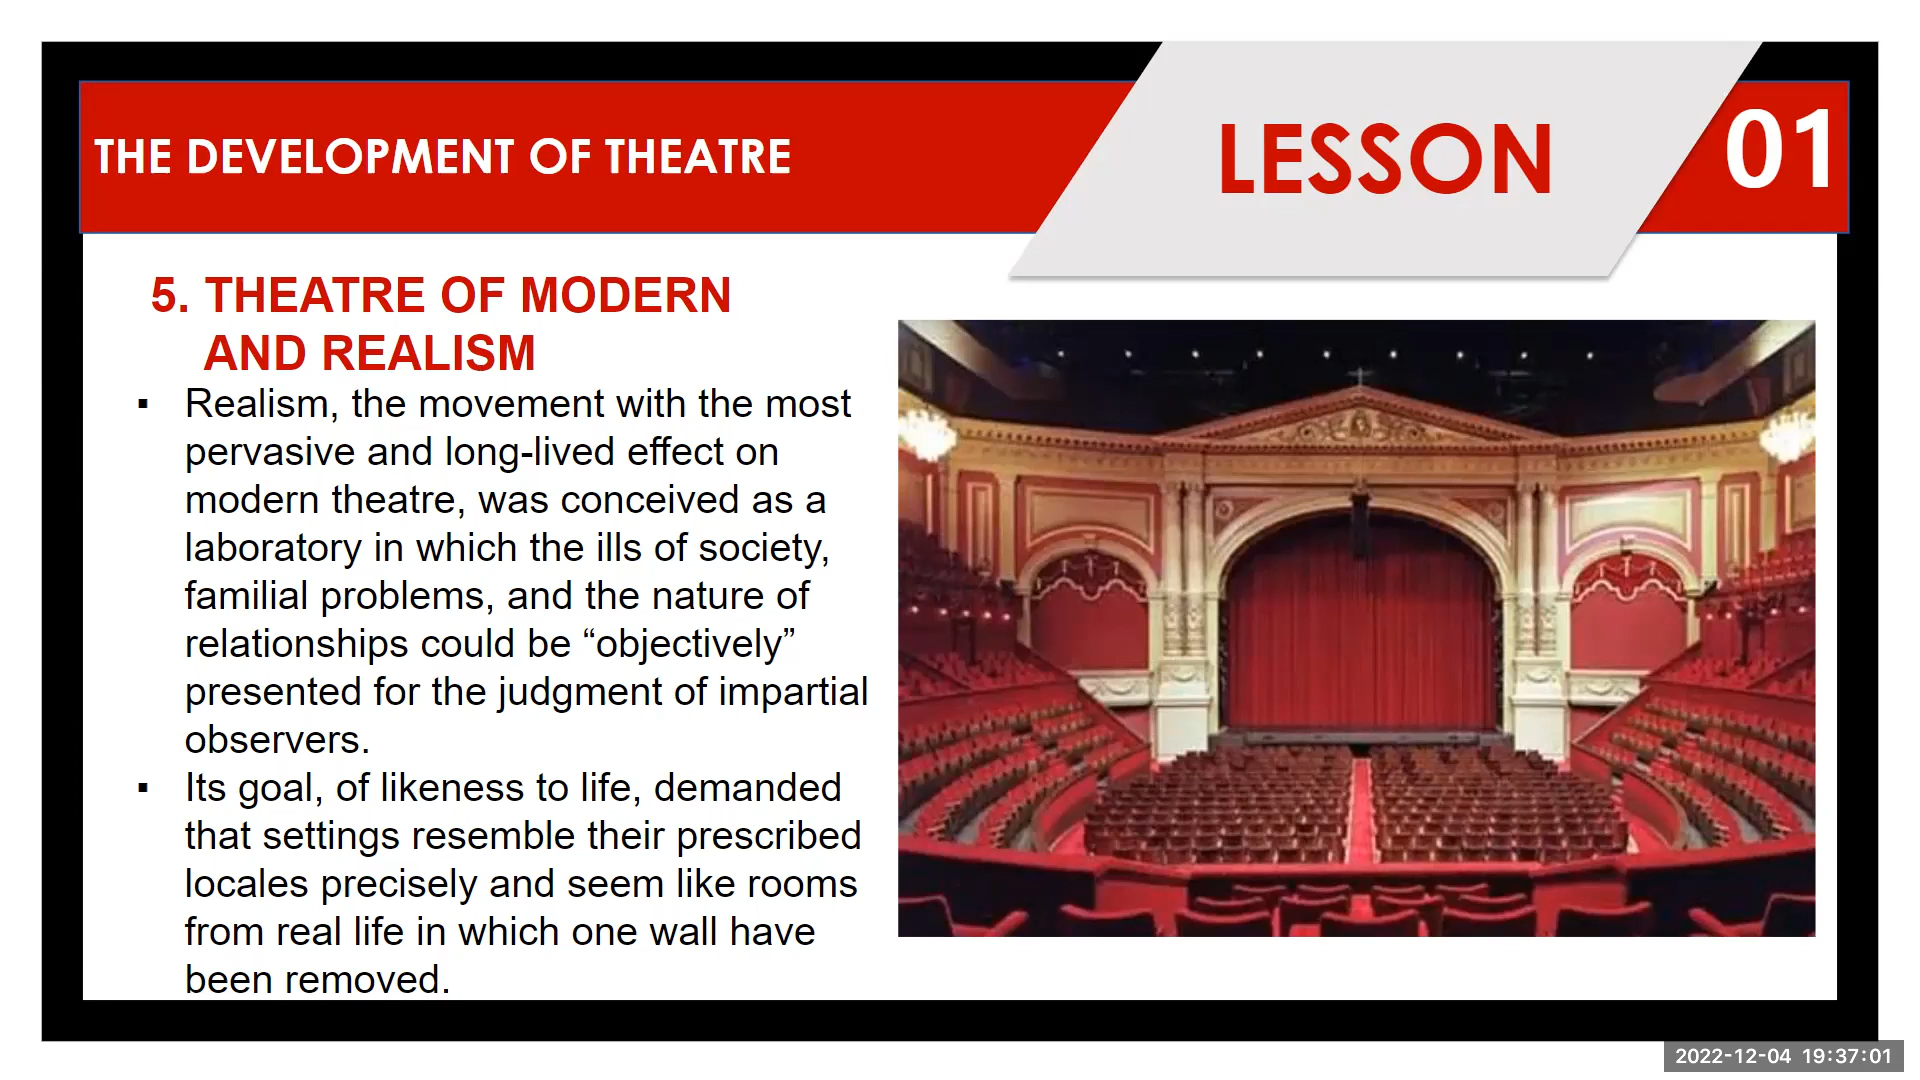 THE DEVELOPMENT OF THEATRE
LESSON
01
5. THEATRE OF MODERN
AND REALISM
▪ Realism, the movement with the most
pervasive and long-lived effect on
modern theatre, was conceived as a
laboratory in which the ills of society,
familial problems, and the nature of
relationships could be “objectively”
presented for the judgment of impartial
observers.
▪ Its goal, of likeness to life, demanded
that settings resemble their prescribed
locales precisely and seem like rooms
from real life in which one wall have
been removed.
2022-12-04 19:37:01